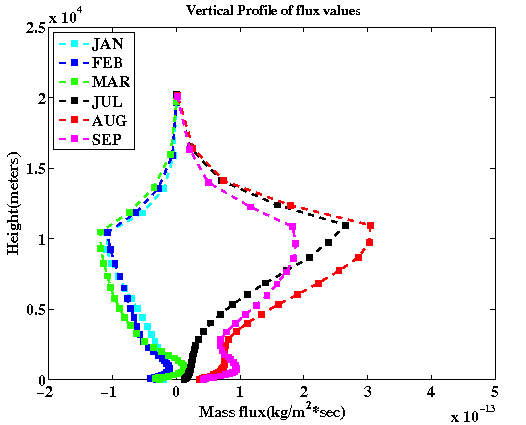 Vertical Profile of flux values
x 10^4
2.5
2
1.5
1
0.5
0
Height(meters)
JAN
FEB
MAR
JUL
AUG
SEP
−2 −1 0 1 2 3 4 5
Mass flux(kg/m^2*sec)
x 10^-13